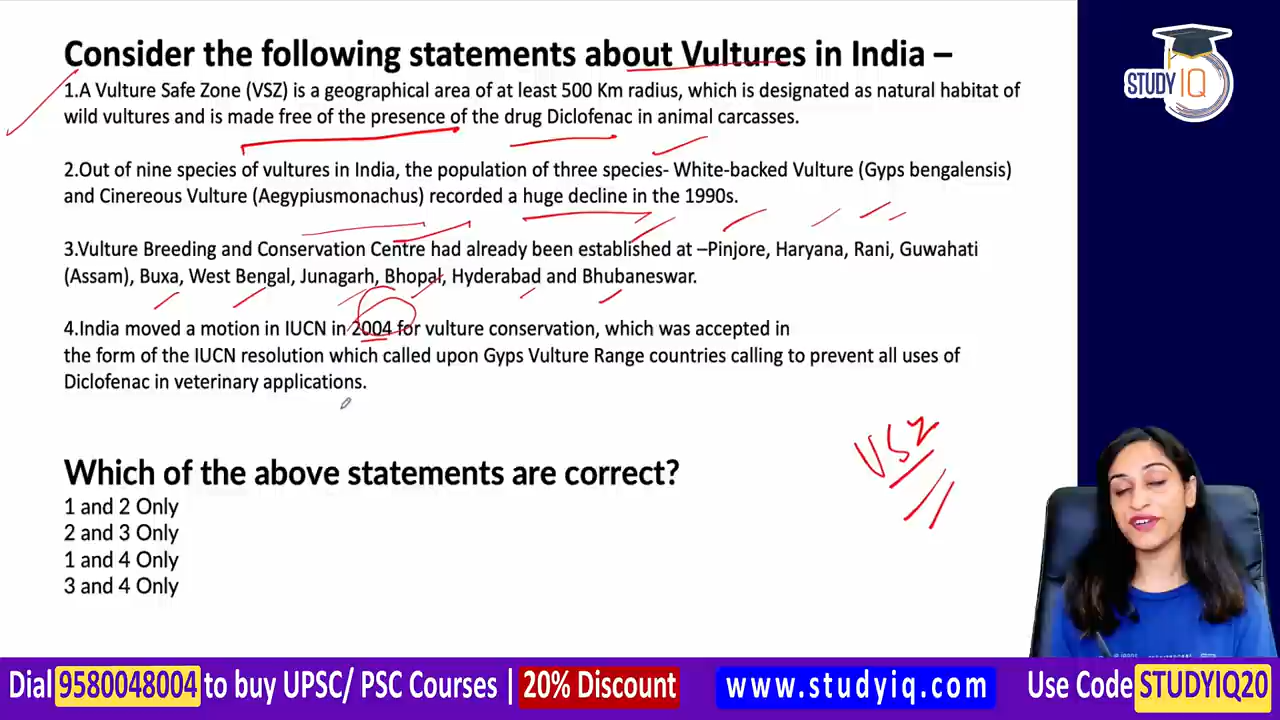 Consider the following statements about Vultures in India –
1.A Vulture Safe Zone (VSZ) is a geographical area of at least 500 Km radius, which is designated as natural habitat of
wild vultures and is made free of the presence of the drug Diclofenac in animal carcasses.
2.Out of nine species of vultures in India, the population of three species- White-backed Vulture (Gyps bengalensis)
and Cinereous Vulture (Aegypiusmonachus) recorded a huge decline in the 1990s.
3.Vulture Breeding and Conservation Centre had already been established at –Pinjore, Haryana, Rani, Guwahati
(Assam), Buxa, West Bengal, Junagarh, Bhopal, Hyderabad and Bhubaneswar.
4.India moved a motion in IUCN in 2004 for vulture conservation, which was accepted in
the form of the IUCN resolution which called upon Gyps Vulture Range countries calling to prevent all uses of
Diclofenac in veterinary applications.
VSZ
Which of the above statements are correct?
1 and 2 Only
2 and 3 Only
1 and 4 Only
3 and 4 Only
STUDY IQ
Dial 9580048004 to buy UPSC/ PSC Courses | 20% Discount www.studyiq.com Use Code STUDYIQ20